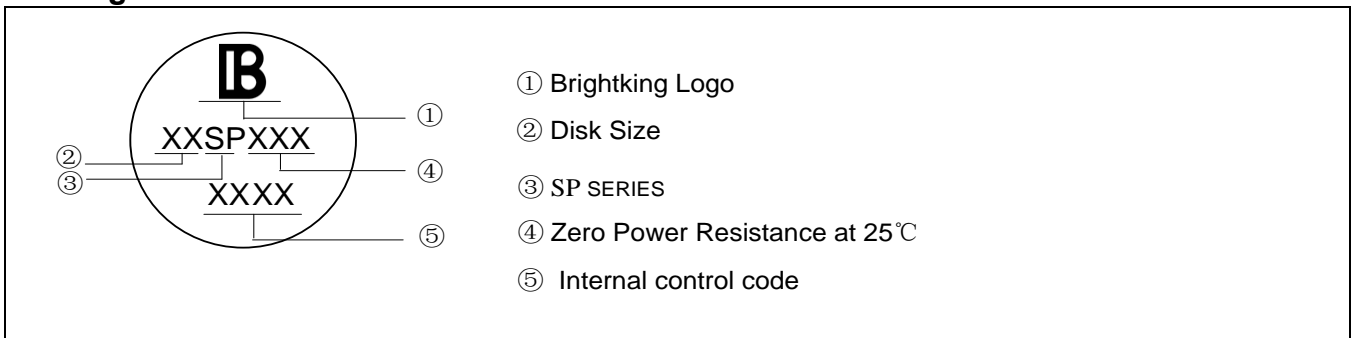 B
①
XXSPXXX
②
③
④
XXXX
⑤
① Brightking Logo
② Disk Size
③ SP SERIES
④ Zero Power Resistance at 25℃
⑤ Internal control code